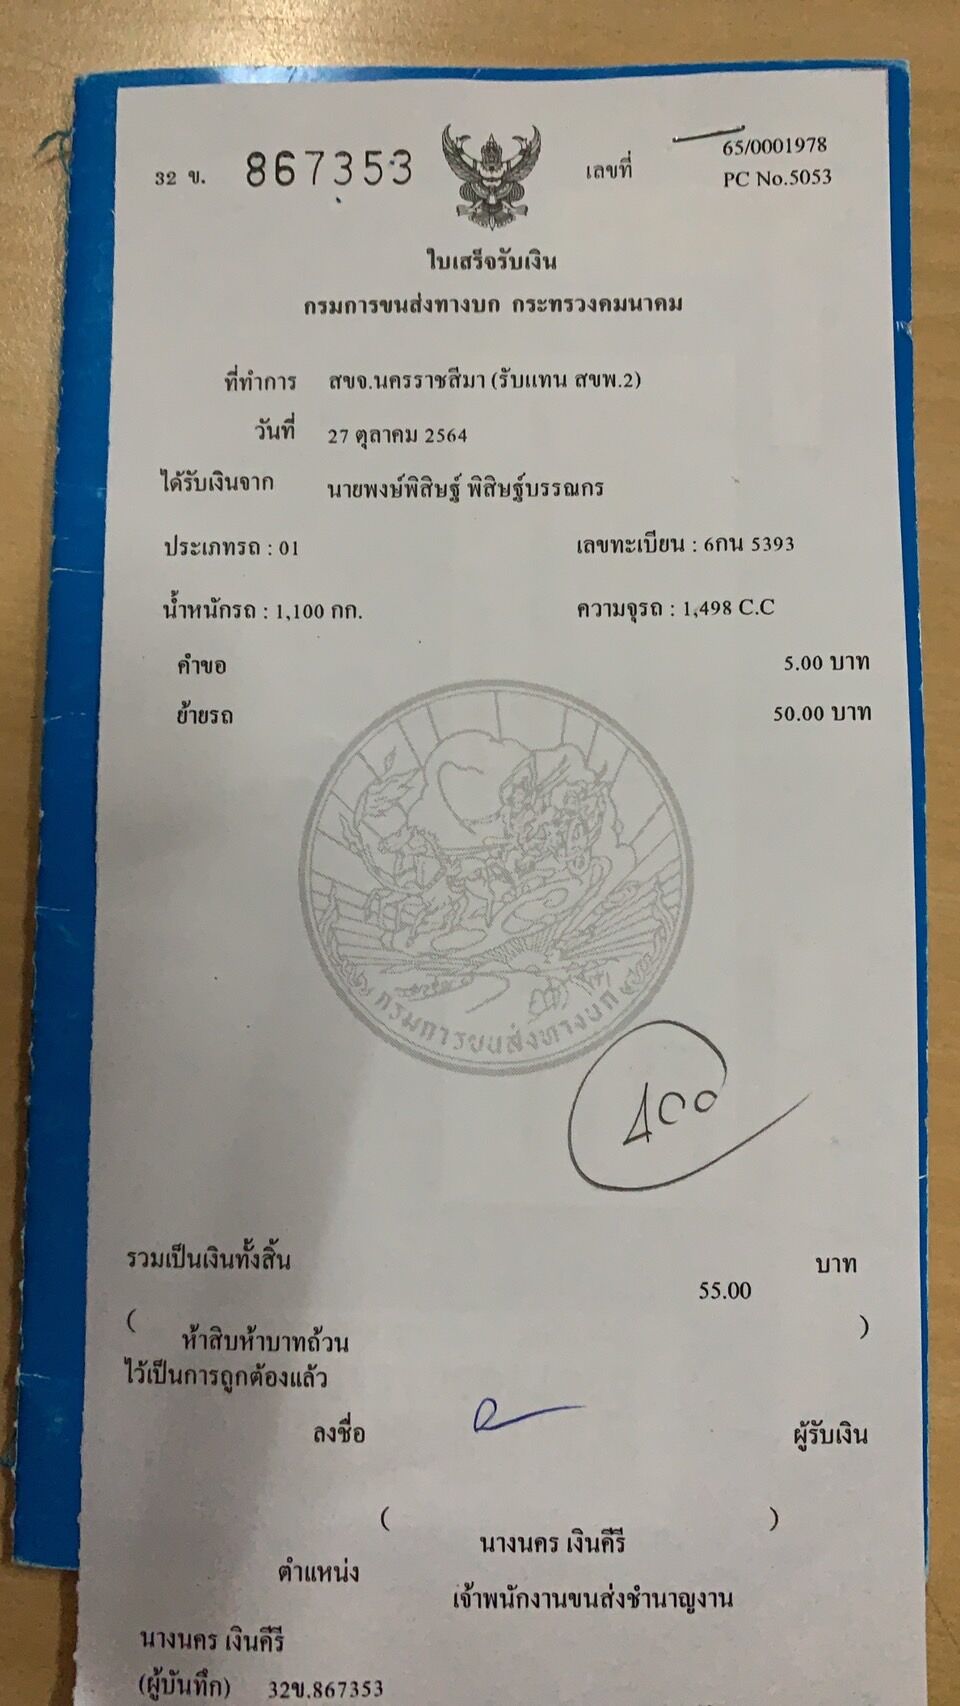 32 ข. 867353 เลขที่ 65/0001978
PC No.5053
ใบเสร็จรับเงิน
กรมการขนส่งทางบก กระทรวงคมนาคม
ที่ทำการ สขจ.นครราชสีมา (รับแทน สขพ.2)
วันที่ 27 ตุลาคม 2564
ได้รับเงินจาก นายพงษ์พิสิษฐ์ พิสิษฐ์บรรณกร
ประเภทรถ : 01 เลขทะเบียน : 6กน 5393
น้ำหนักรถ : 1,100 กก. ความจุรถ : 1,498 C.C
คำขอ 5.00 บาท
ย้ายรถ 50.00 บาท
กรมการขนส่งทางบก
400
รวมเป็นเงินทั้งสิ้น 55.00 บาท
( ห้าสิบห้าบาทถ้วน )
ไว้เป็นการถูกต้องแล้ว
ลงชื่อ ผู้รับเงิน
( นางนคร เงินคีรี )
ตำแหน่ง เจ้าพนักงานขนส่งชำนาญงาน
นางนคร เงินคีรี
(ผู้บันทึก) 32ข.867353